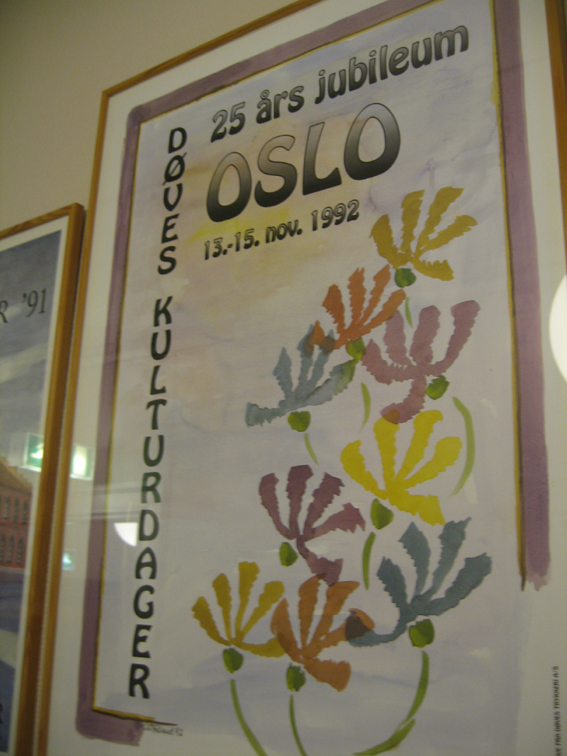 25 års jubileum
OSLO
13.-15. nov. 1992
DØVES KULTURDAGER
R '91